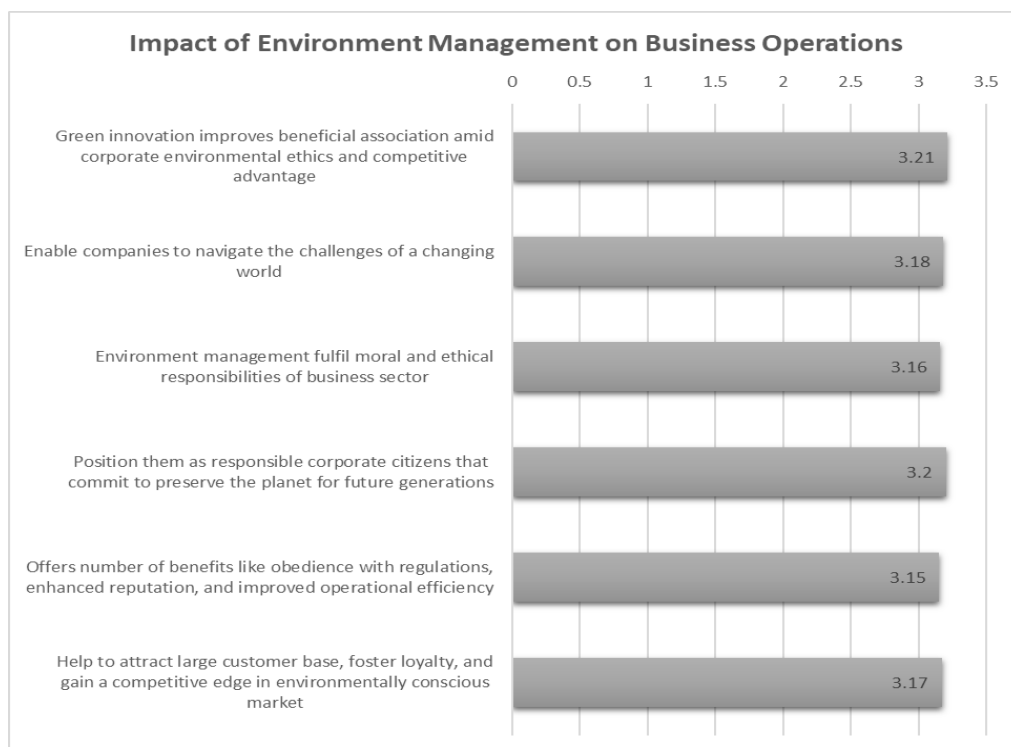 Impact of Environment Management on Business Operations
0 0.5 1 1.5 2 2.5 3 3.5
Green innovation improves beneficial association amid
corporate environmental ethics and competitive
advantage
3.21
Enable companies to navigate the challenges of a changing
world
3.18
Environment management fulfil moral and ethical
responsibilities of business sector
3.16
Position them as responsible corporate citizens that
commit to preserve the planet for future generations
3.2
Offers number of benefits like obedience with regulations,
enhanced reputation, and improved operational efficiency
3.15
Help to attract large customer base, foster loyalty, and
gain a competitive edge in environmentally conscious
market
3.17